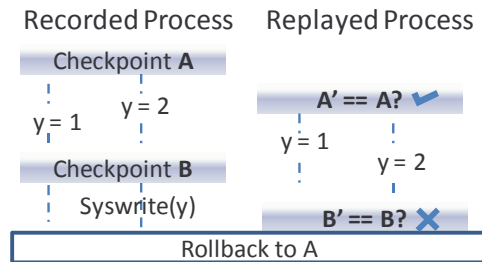 Recorded Process
Replayed Process
Checkpoint A
y = 1
y = 2
Checkpoint B
Syswrite(y)
A' == A? ✔
y = 1
y = 2
B' == B? ✖
Rollback to A